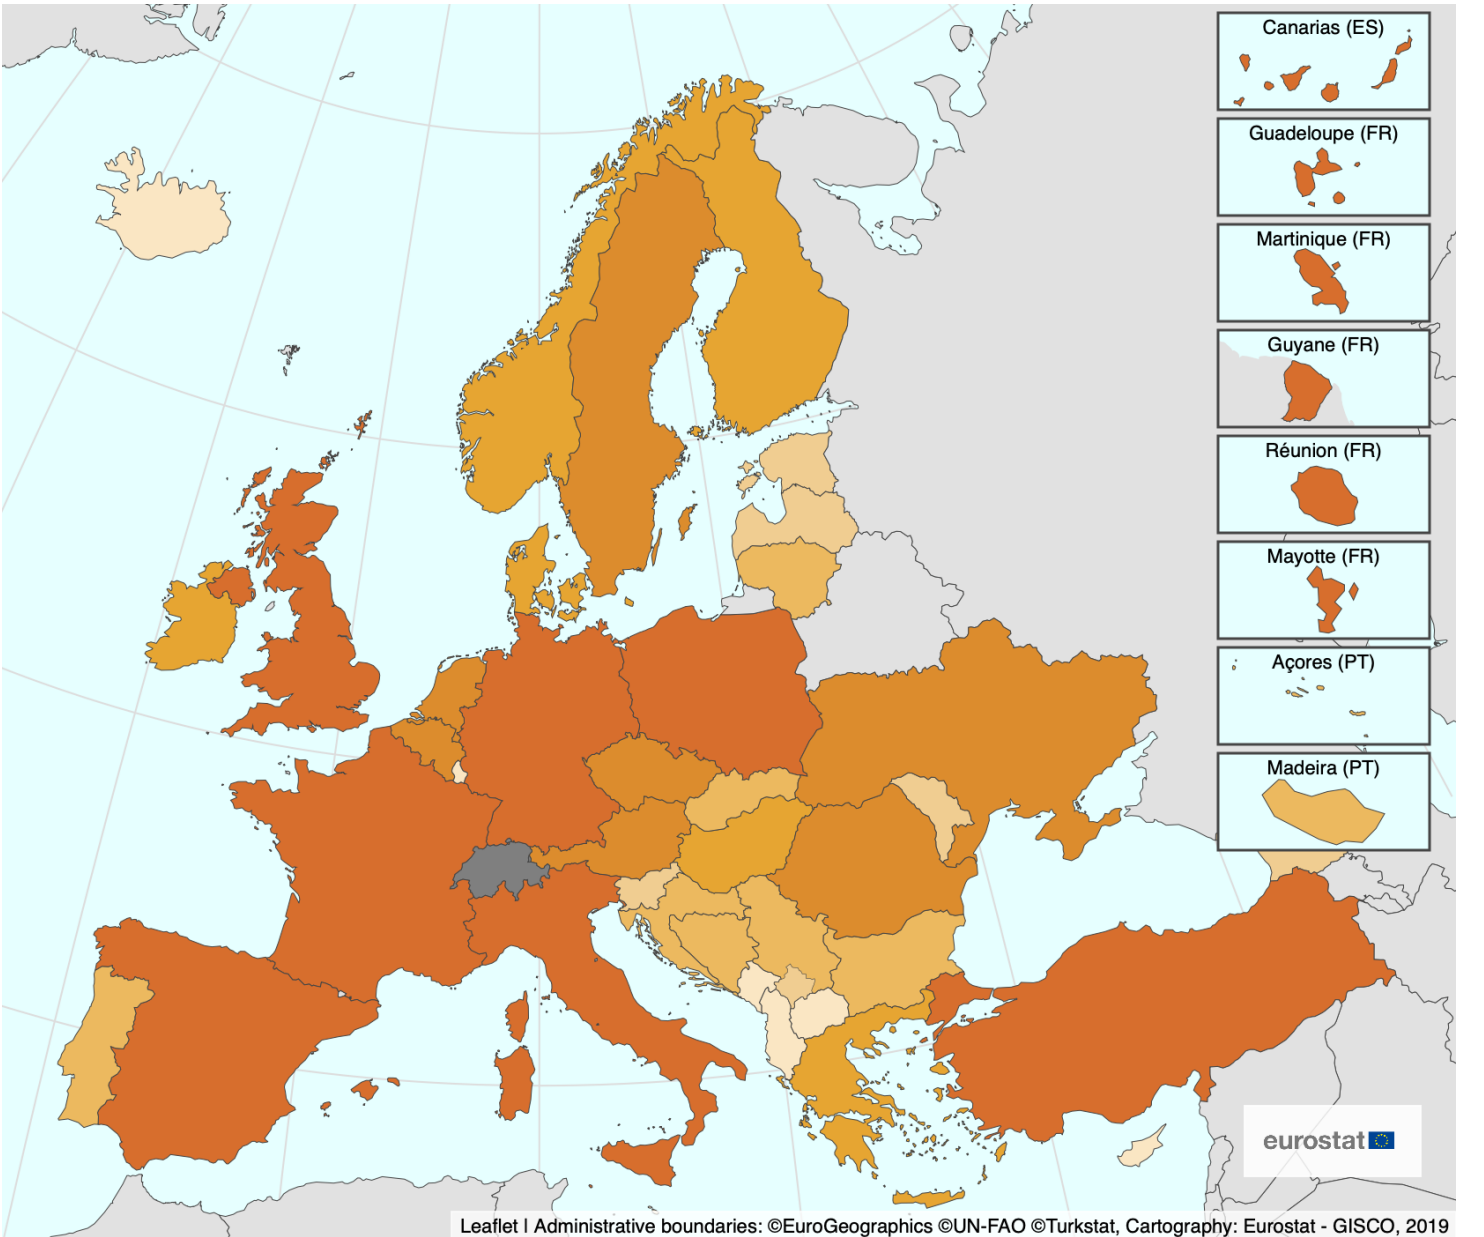 Canarias (ES)
Guadeloupe (FR)
Martinique (FR)
Guyane (FR)
Réunion (FR)
Mayotte (FR)
Açores (PT)
Madeira (PT)
eurostat
Leaflet | Administrative boundaries: ©EuroGeographics ©UN-FAO ©Turkstat, Cartography: Eurostat - GISCO, 2019